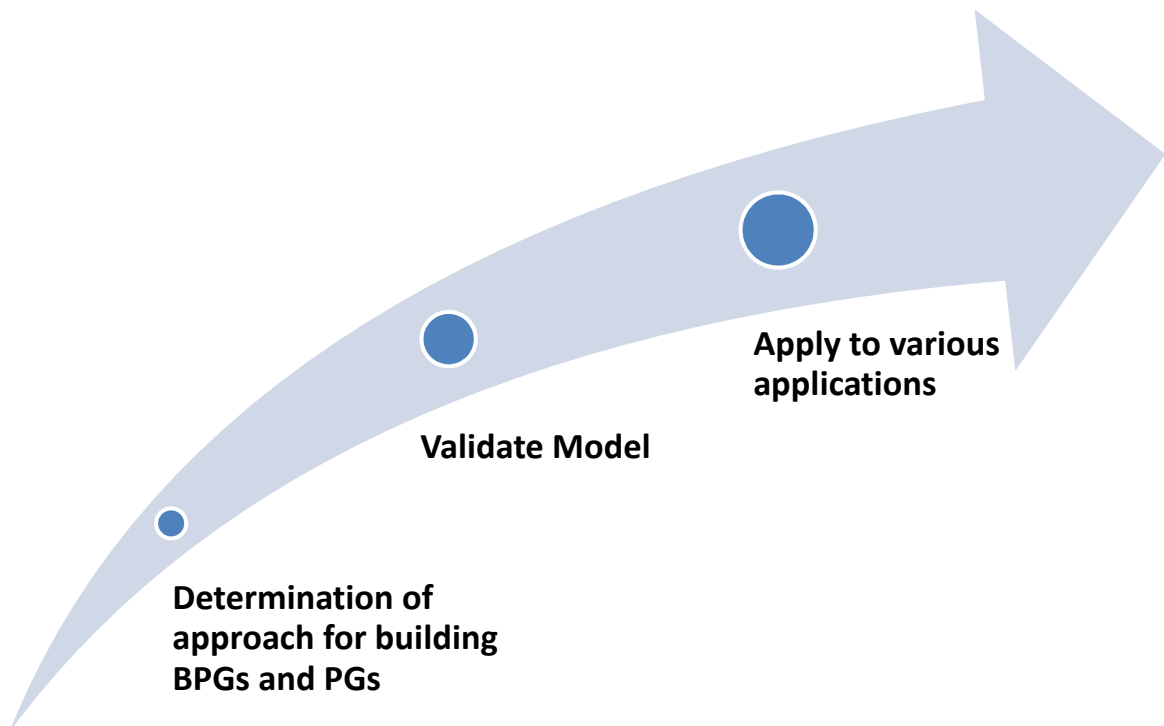 Apply to various
applications
Validate Model
Determination of
approach for building
BPGs and PGs